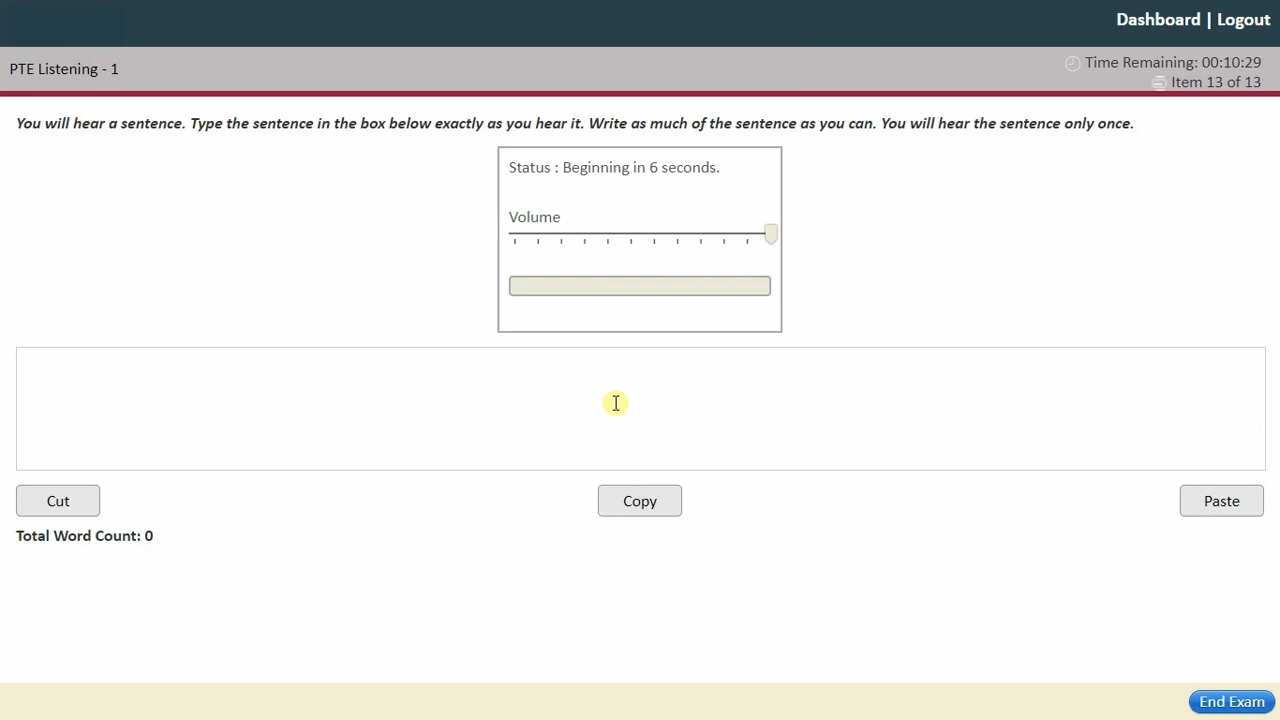 Dashboard | Logout
PTE Listening - 1
Time Remaining: 00:10:29
Item 13 of 13
You will hear a sentence. Type the sentence in the box below exactly as you hear it. Write as much of the sentence as you can. You will hear the sentence only once.
Status : Beginning in 6 seconds.
Volume
Cut
Copy
Paste
Total Word Count: 0
End Exam